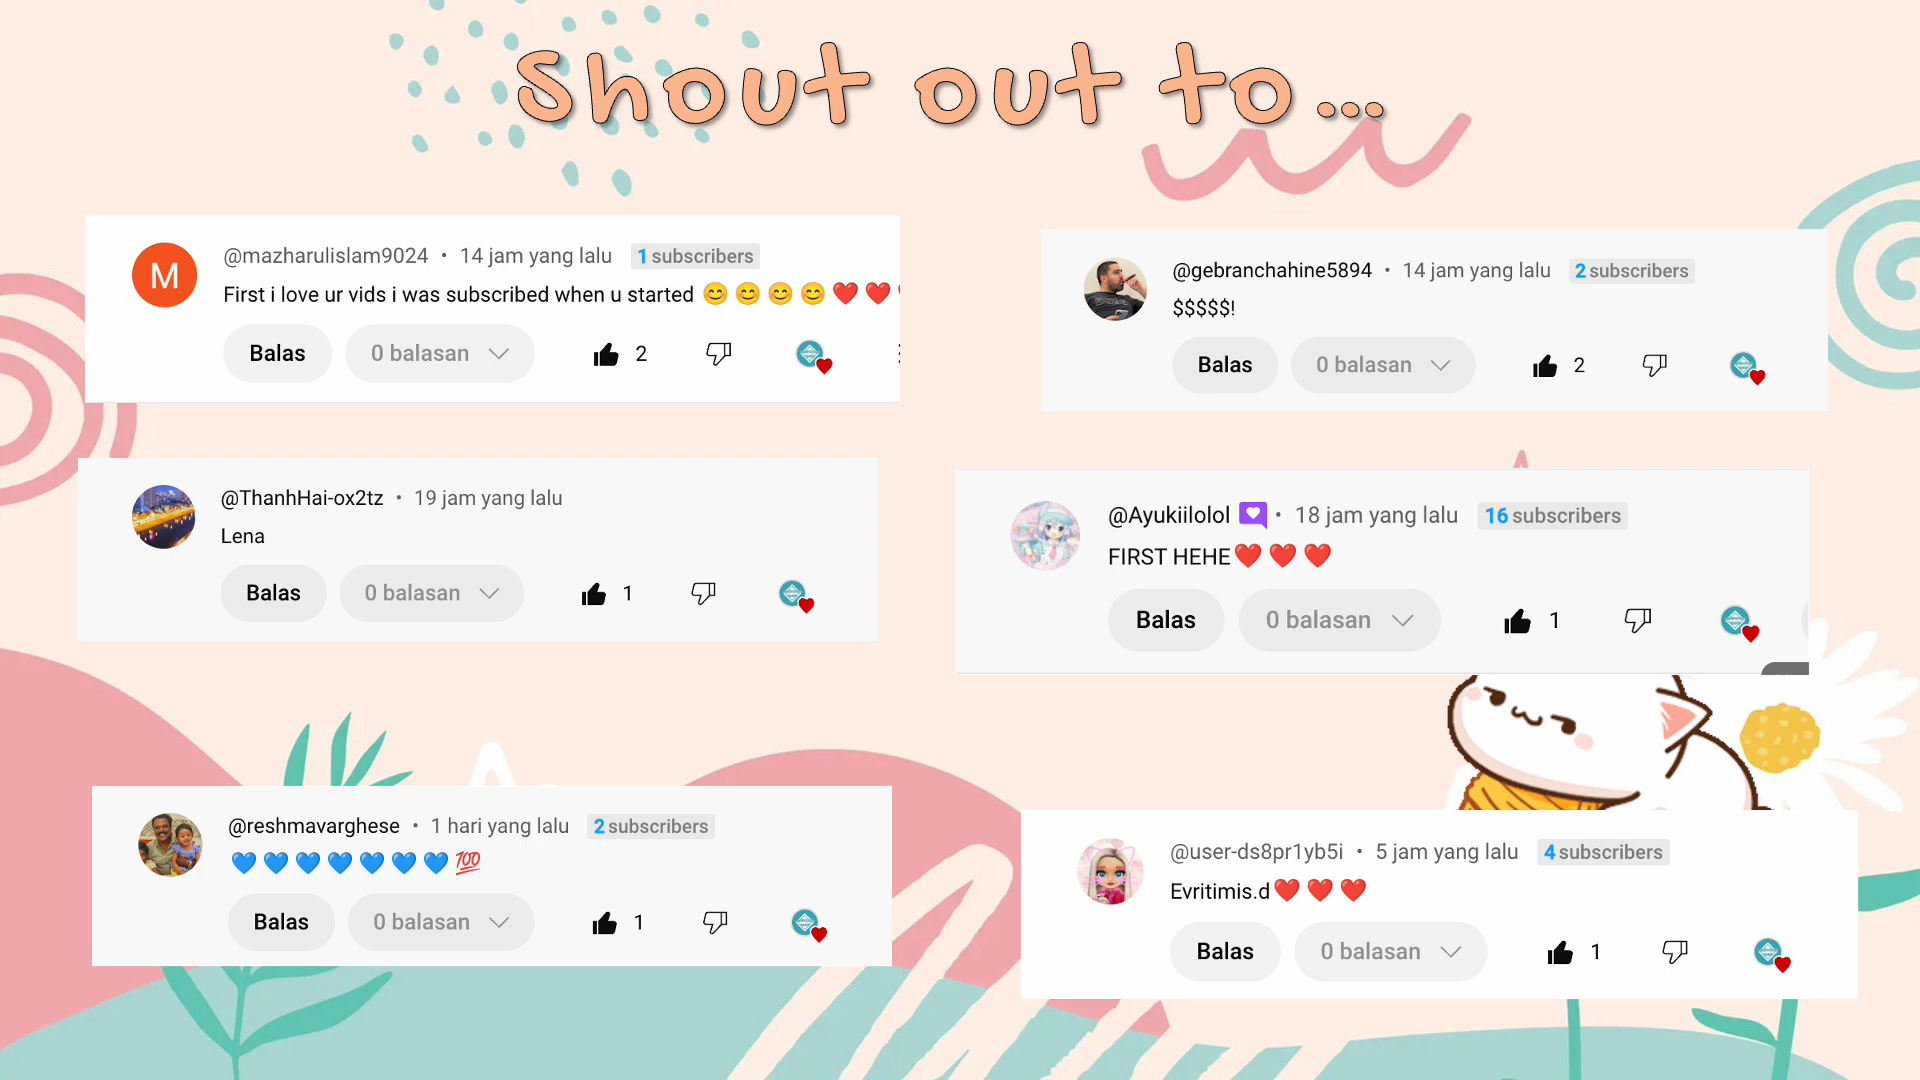 Shout out to...
M
@mazharulislam9024 • 14 jam yang lalu 1 subscribers
First i love ur vids i was subscribed when u started 😊😊😊😊❤️❤️
Balas 0 balasan 2
@gebranchahine5894 • 14 jam yang lalu 2 subscribers
$$$$$!
Balas 0 balasan 2
@ThanhHai-ox2tz • 19 jam yang lalu
Lena
Balas 0 balasan 1
@Ayukiilolol • 18 jam yang lalu 16 subscribers
FIRST HEHE❤️❤️❤️
Balas 0 balasan 1
@reshmavarghese • 1 hari yang lalu 2 subscribers
💙💙💙💙💙💙💙💯
Balas 0 balasan 1
@user-ds8pr1yb5i • 5 jam yang lalu 4 subscribers
Evritimis.d❤️❤️❤️
Balas 0 balasan 1